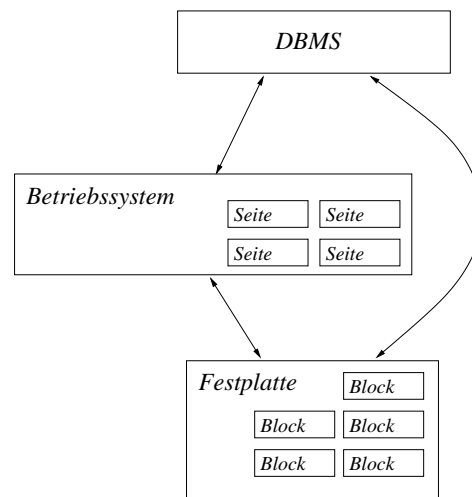 DBMS
Betriebssystem
Seite Seite
Seite Seite
Festplatte
Block
Block Block
Block Block